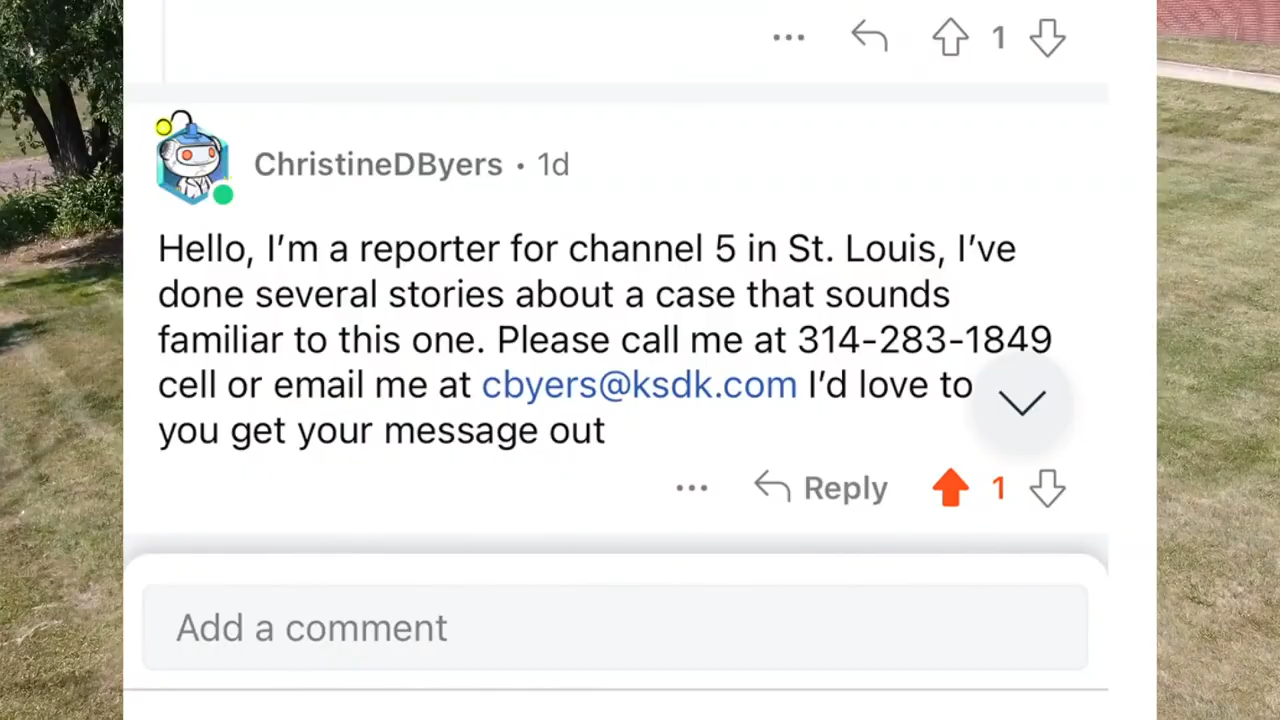 1
ChristineDByers • 1d
Hello, I'm a reporter for channel 5 in St. Louis, I've
done several stories about a case that sounds
familiar to this one. Please call me at 314-283-1849
cell or email me at cbyers@ksdk.com I'd love to
you get your message out
Reply 1
Add a comment